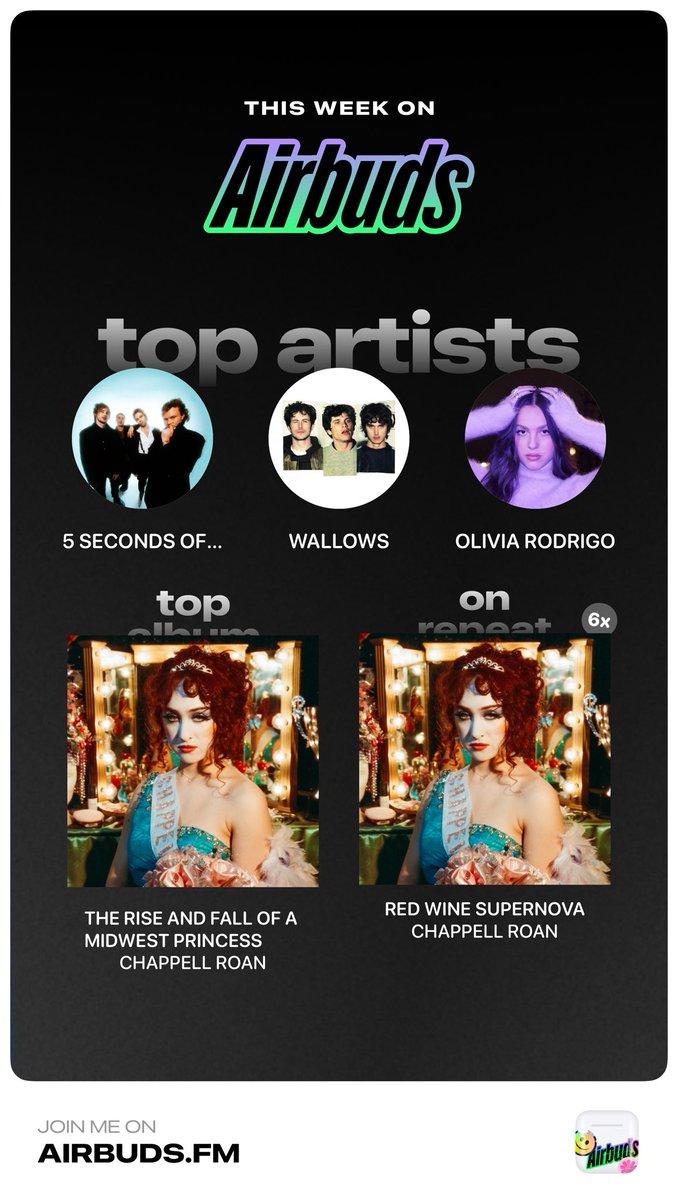 THIS WEEK ON
Airbuds
top artists
5 SECONDS OF...
WALLOWS
OLIVIA RODRIGO
top
album
on
repeat
6x
THE RISE AND FALL OF A
MIDWEST PRINCESS
CHAPPELL ROAN
RED WINE SUPERNOVA
CHAPPELL ROAN
JOIN ME ON
AIRBUDS.FM
Airbuds